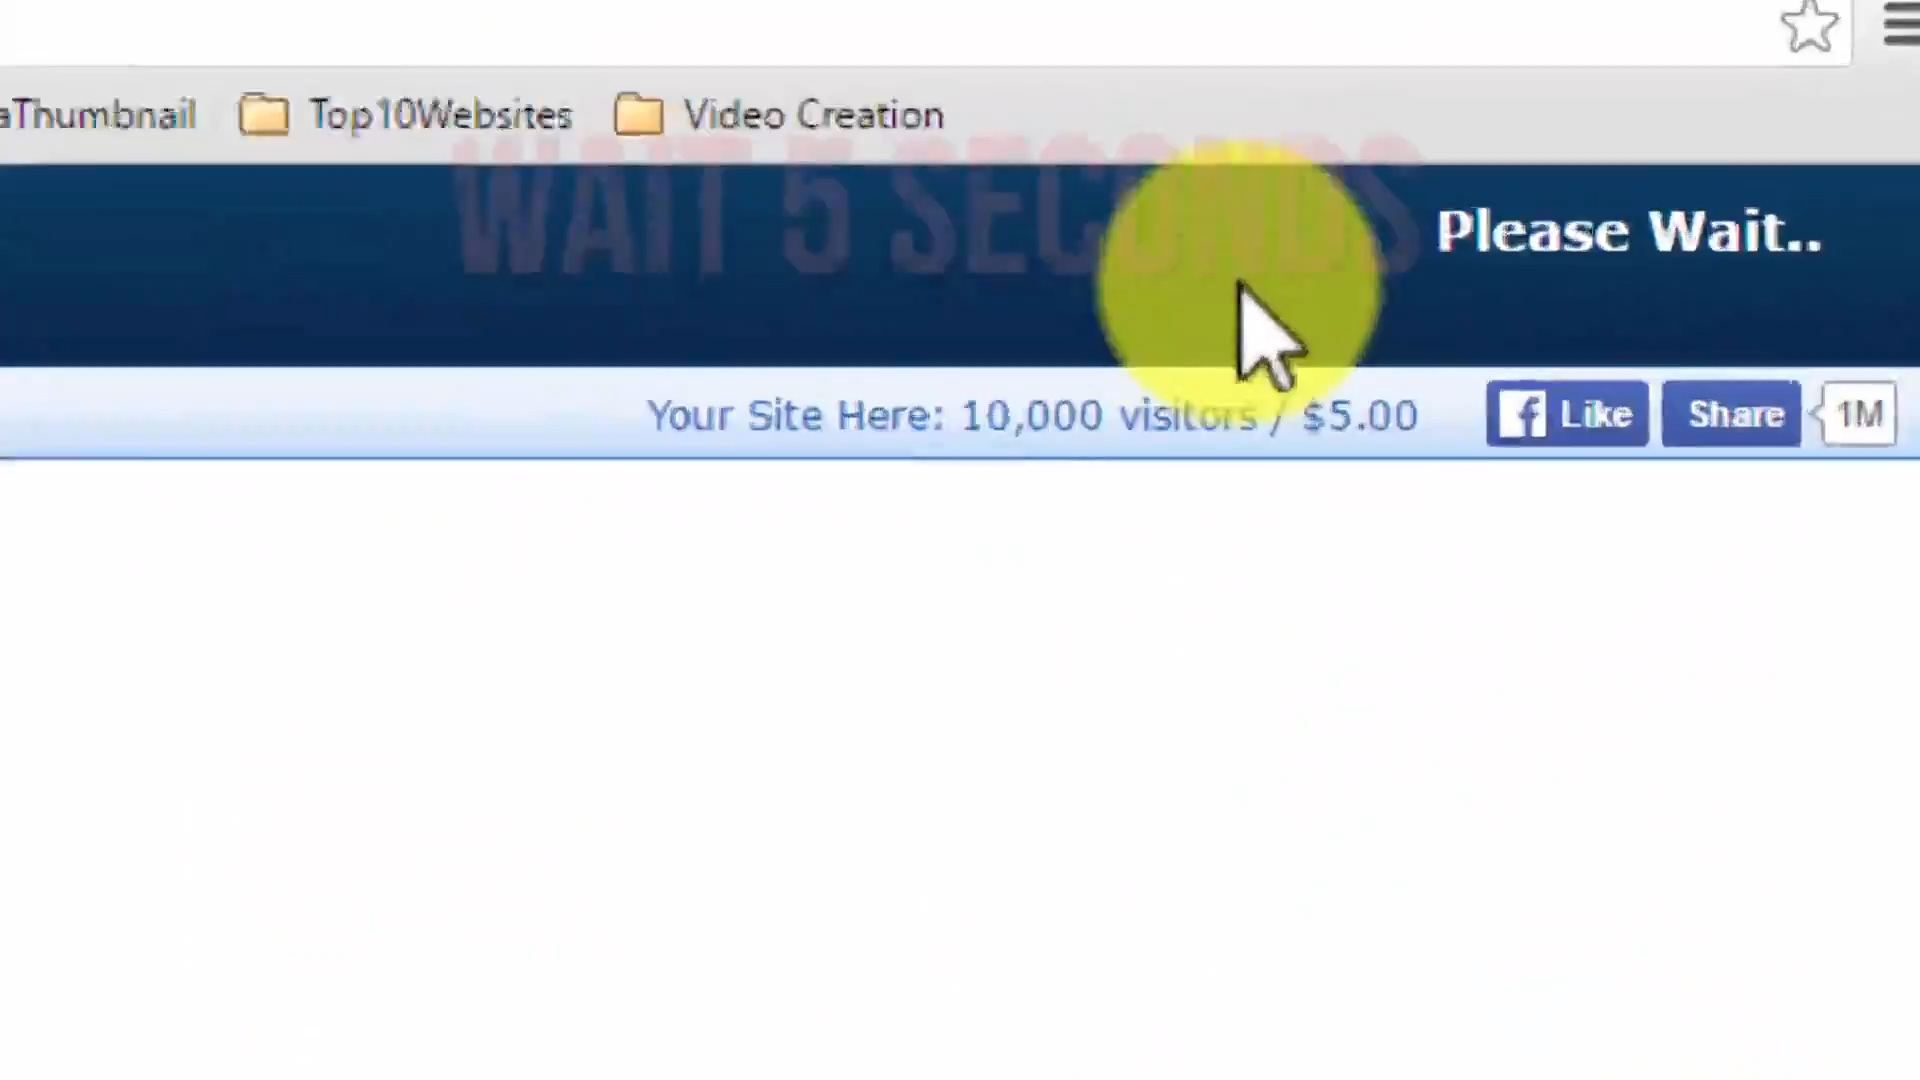 aThumbnail Top10Websites Video Creation
WAIT 5 SECONDS
Please Wait..
Your Site Here: 10,000 visitors / $5.00 Like Share 1M